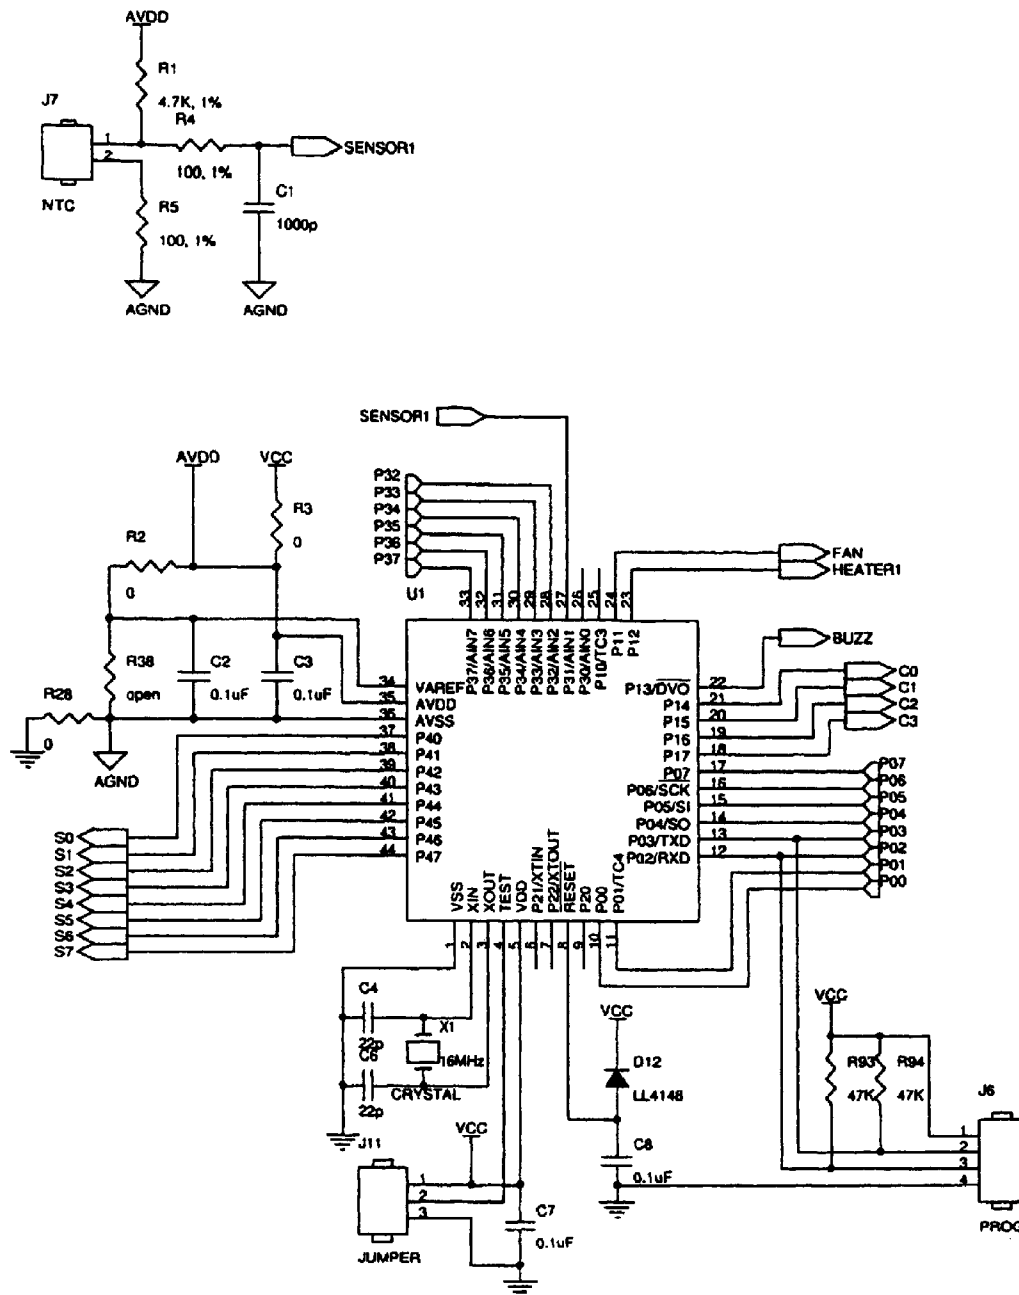 AVDD
R1
J7
4.7K, 1%
R4
1
2
SENSOR1
100, 1%
C1
NTC
R5
1000p
100, 1%
AGND
AGND
SENSOR1
AVDD
VCC
P32
P33
P34
P35
P36
P37
R3
R2
0
0
FAN
HEATER1
U1
33
32
31
30
29
28
27
26
25
24
23
P37/AIN7
P36/AIN6
P35/AIN5
P34/AIN4
P33/AIN3
P32/AIN2
P31/AIN1
P30/AIN0
P10/TC3
P11
P12
BUZZ
R38
open
C2
0.1uF
C3
0.1uF
R28
0
AGND
34 VAREF
35 AVDD
36 AVSS
37 P40
38 P41
39 P42
40 P43
41 P44
42 P45
43 P46
44 P47
P13/DVO 22
P14 21
P15 20
P16 19
P17 18
P07 17
P06/SCK 16
P05/SI 15
P04/SO 14
P03/TXD 13
P02/RXD 12
C0
C1
C2
C3
P07
P06
P05
P04
P03
P02
P01
P00
S0
S1
S2
S3
S4
S5
S6
S7
VSS
XIN
XOUT
TEST
VDD
P21/XTIN
P22/XTOUT
RESET
P20
P00
P01/TC4
1
2
3
4
5
6
7
8
9
10
11
C4
22p
C6
22p
X1
16MHz
CRYSTAL
VCC
D12
LL4148
VCC
R93
47K
R94
47K
J6
1
2
3
4
PROG
J11
VCC
1
2
3
JUMPER
C7
0.1uF
C8
0.1uF